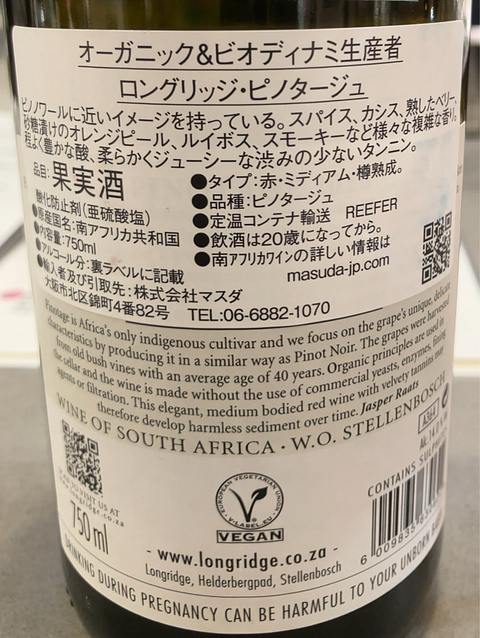 オーガニック&ビオディナミ生産者
ロングリッジ・ピノタージュ
ピノノワールに近いイメージを持っている。スパイス、カシス、熟したベリー、
砂糖漬けのオレンジピール、ルイボス、スモーキーなど様々な複雑な香り。
程よく豊かな酸、柔らかくジューシーな渋みの少ないタンニン。
品名:果実酒
酸化防止剤(亜硫酸塩)
●原産国名:南アフリカ共和国
●内容量:750ml
●アルコール分:裏ラベルに記載
●輸入者及び引取先:株式会社マスダ
大阪市北区錦町4番82号 TEL:06-6882-1070
●タイプ:赤・ミディアム・樽熟成。
●品種:ピノタージュ
●定温コンテナ輸送 REEFER
●飲酒は20歳になってから。
●南アフリカワインの詳しい情報は
masuda-jp.com
Pinotage is Africa's only indigenous cultivar and we focus on the grape's unique, delicate
characteristics by producing it in a similar way as Pinot Noir. The grapes were harvested
from old bush vines with an average age of 40 years. Organic principles are used in
the cellar and the wine is made without the use of commercial yeasts, enzymes, fining
agents or filtration. This elegant, medium bodied red wine with velvety tannins may
therefore develop harmless sediment over time. Jasper Raats
WINE OF SOUTH AFRICA · W.O. STELLENBOSCH
A364
VISIT US AT
750 ml
EUROPEAN VEGETARIAN UNION
V-LABEL.EU
VEGAN
CONTAINS
- www.longridge.co.za -
Longridge, Helderbergpad, Stellenbosch
DRINKING DURING PREGNANCY CAN BE HARMFUL TO YOUR UNBORN